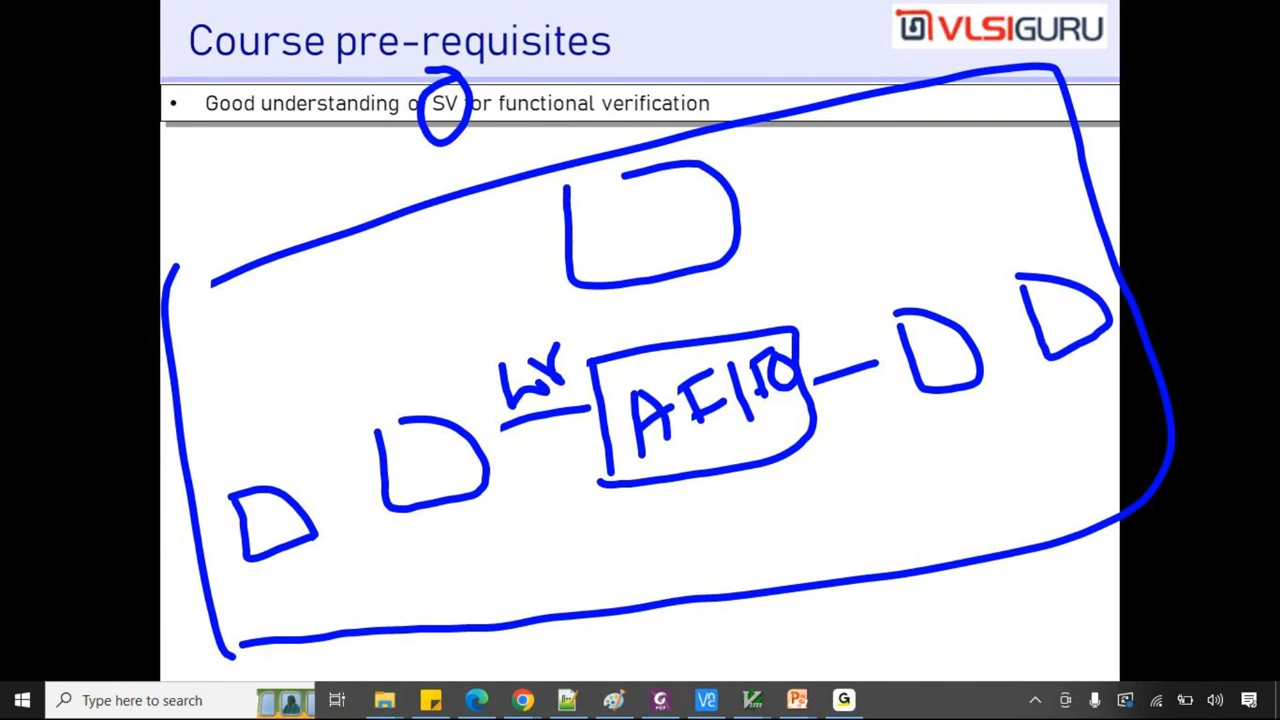 Course pre-requisites
VLSIGURU
• Good understanding of SV for functional verification
Wr
AFIFO
Type here to search